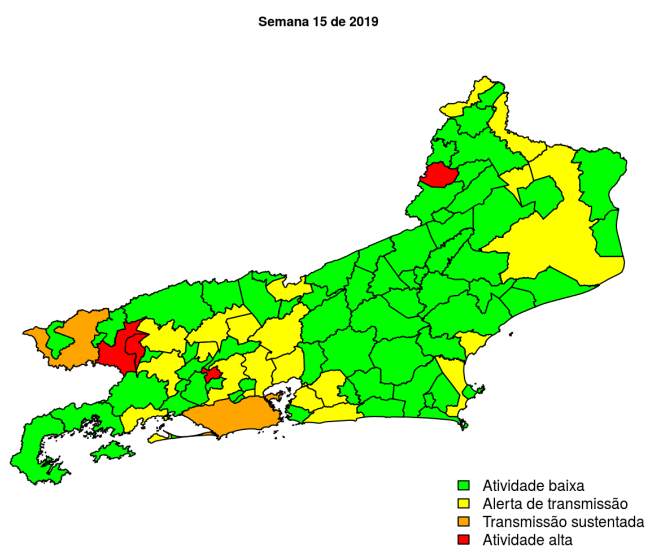 Semana 15 de 2019
Atividade baixa
Alerta de transmissão
Transmissão sustentada
Atividade alta